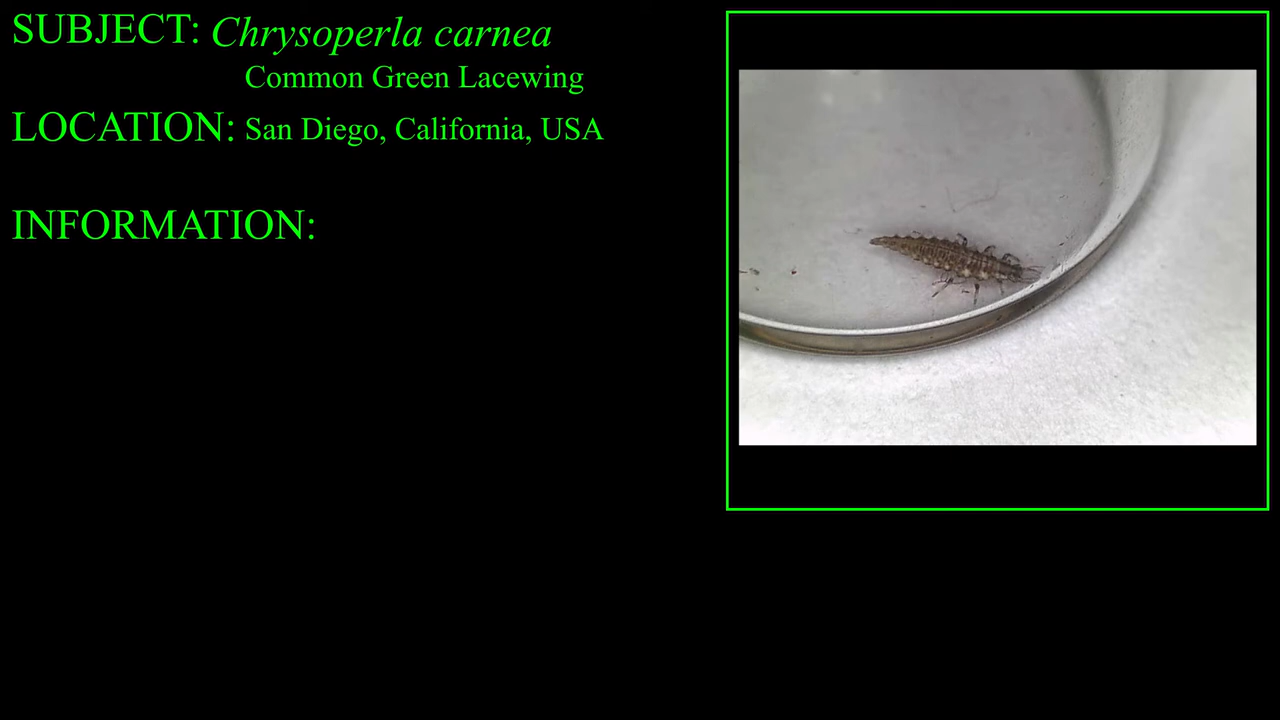 SUBJECT: Chrysoperla carnea
Common Green Lacewing
LOCATION: San Diego, California, USA
INFORMATION: